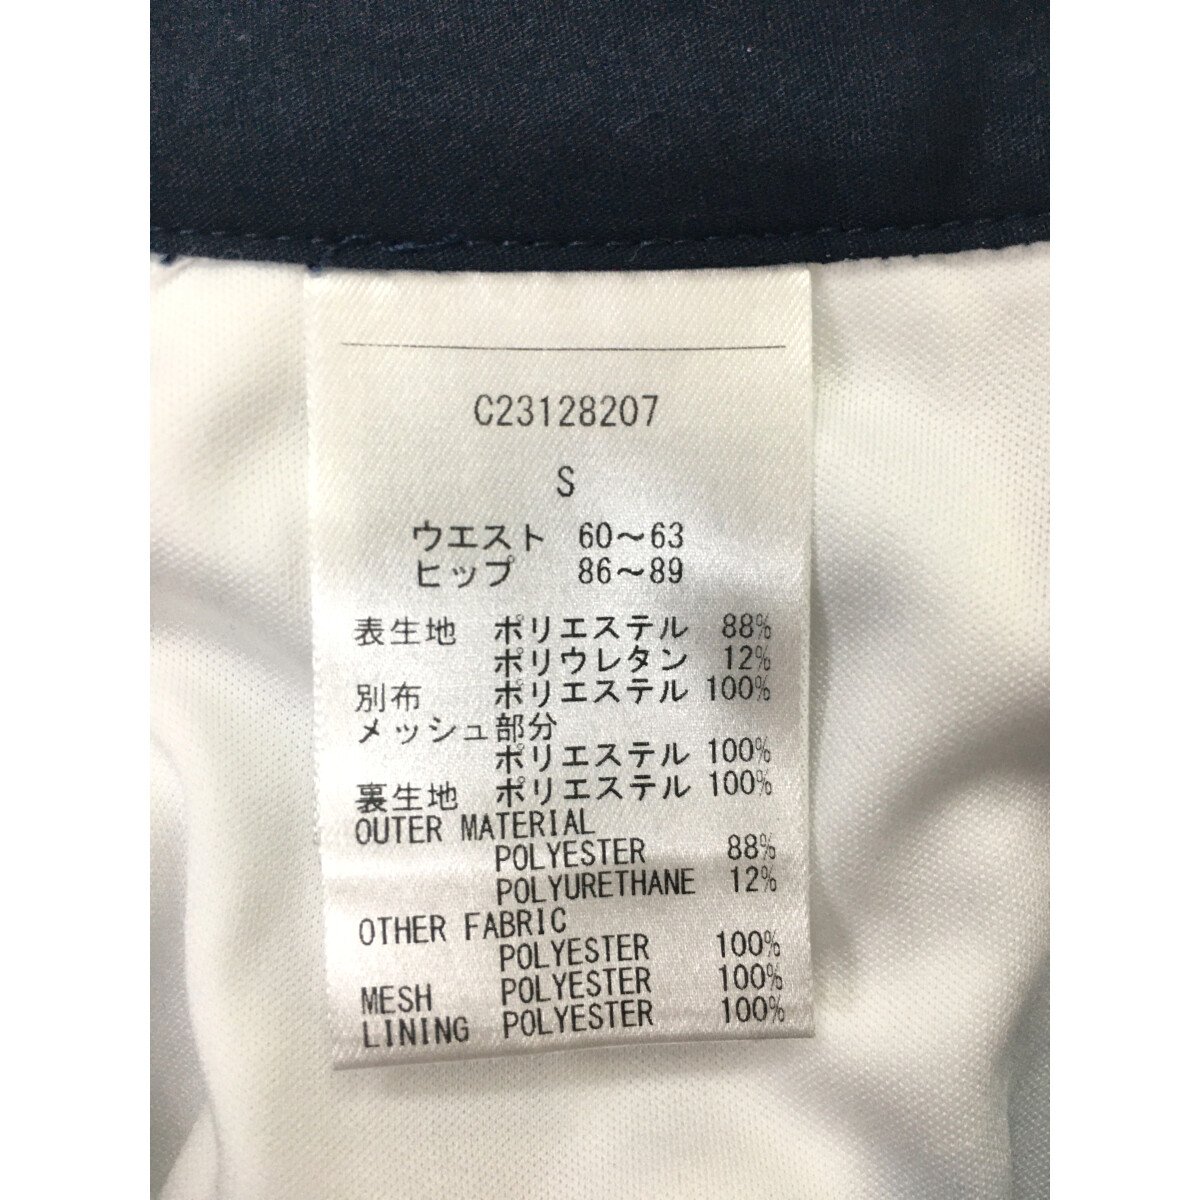 C23128207
S
ウエスト 60～63
ヒップ 86～89
表生地 ポリエステル 88%
ポリウレタン 12%
別布 ポリエステル 100%
メッシュ部分
ポリエステル 100%
裏生地 ポリエステル 100%
OUTER MATERIAL
POLYESTER 88%
POLYURETHANE 12%
OTHER FABRIC
POLYESTER 100%
MESH POLYESTER 100%
LINING POLYESTER 100%